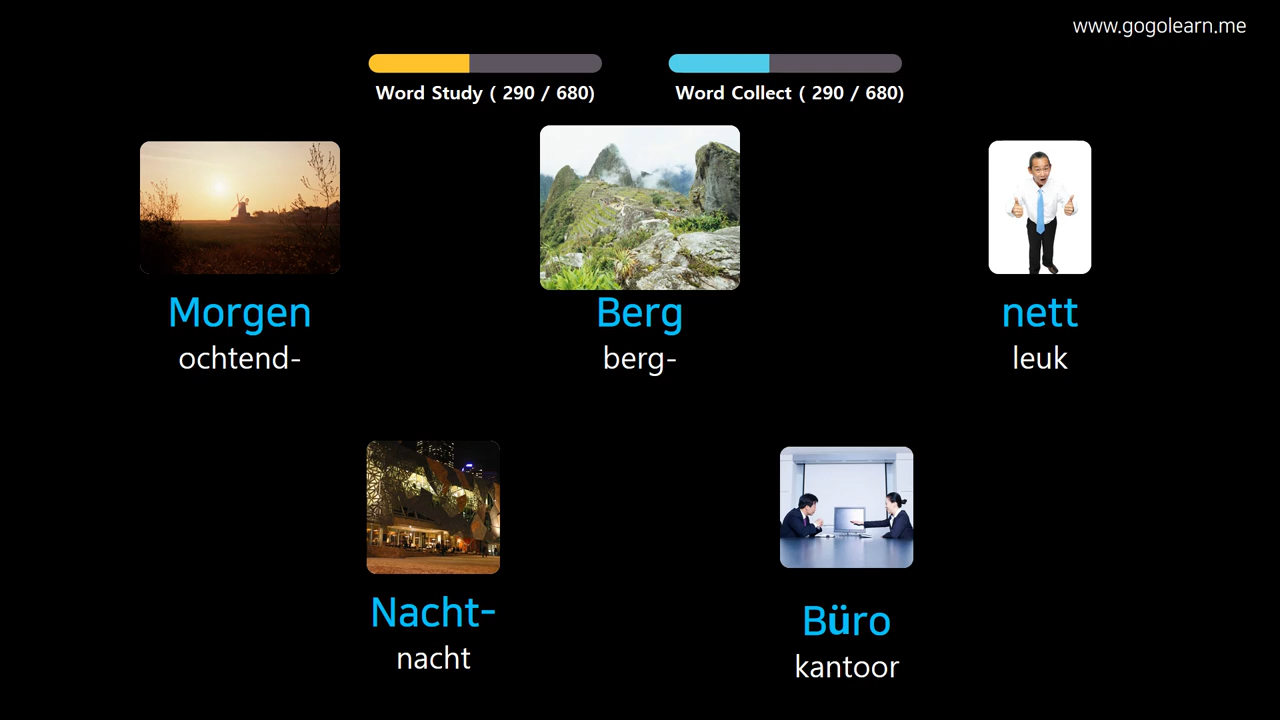 www.gogolearn.me
Word Study ( 290 / 680)
Word Collect ( 290 / 680)
Morgen
ochtend-
Berg
berg-
nett
leuk
Nacht-
nacht
Büro
kantoor